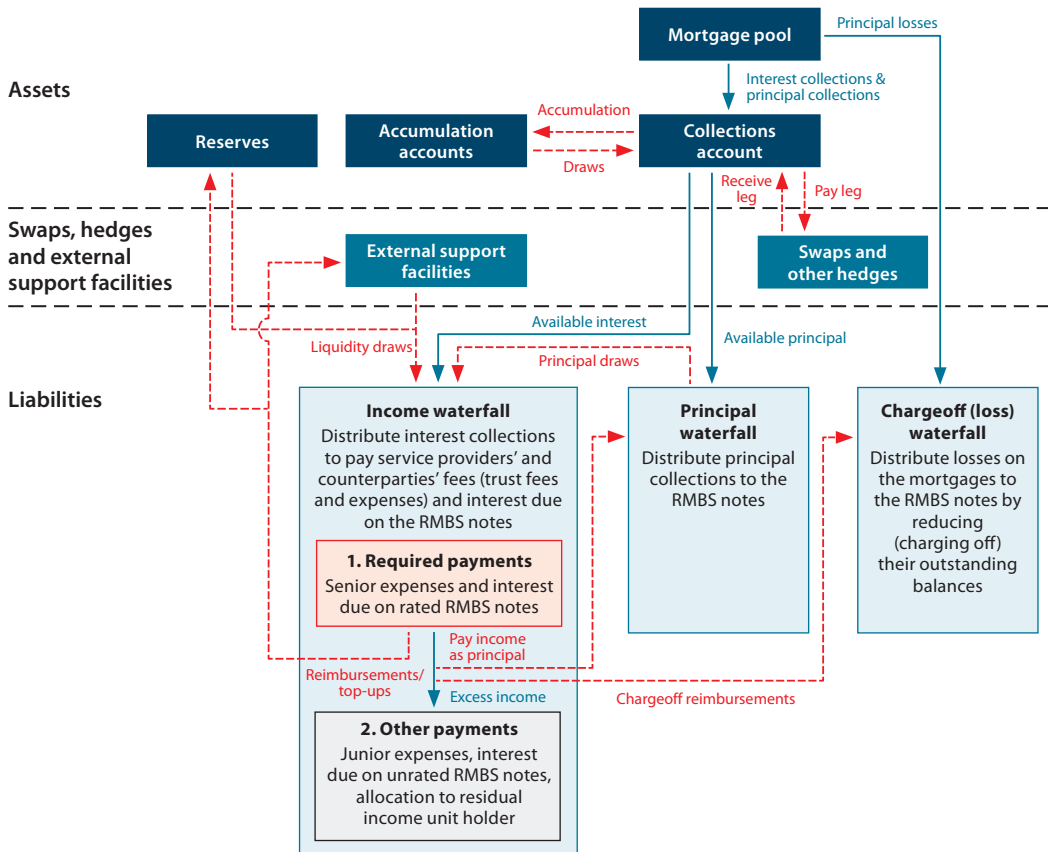 Principal losses
Mortgage pool
Interest collections &
principal collections
Assets
Accumulation
Reserves
Accumulation
accounts
Collections
account
Draws
Receive
leg
Pay leg
Swaps, hedges
and external
support facilities
External support
facilities
Swaps and
other hedges
Available interest
Available principal
Liquidity draws
Principal draws
Liabilities
Income waterfall
Distribute interest collections
to pay service providers’ and
counterparties’ fees (trust fees
and expenses) and interest due
on the RMBS notes
Principal
waterfall
Distribute principal
collections to the
RMBS notes
Chargeoff (loss)
waterfall
Distribute losses on
the mortgages to
the RMBS notes by
reducing
(charging off)
their outstanding
balances
1. Required payments
Senior expenses and interest
due on rated RMBS notes
Pay income
as principal
Reimbursements/
top-ups
Excess income
Chargeoff reimbursements
2. Other payments
Junior expenses, interest
due on unrated RMBS notes,
allocation to residual
income unit holder